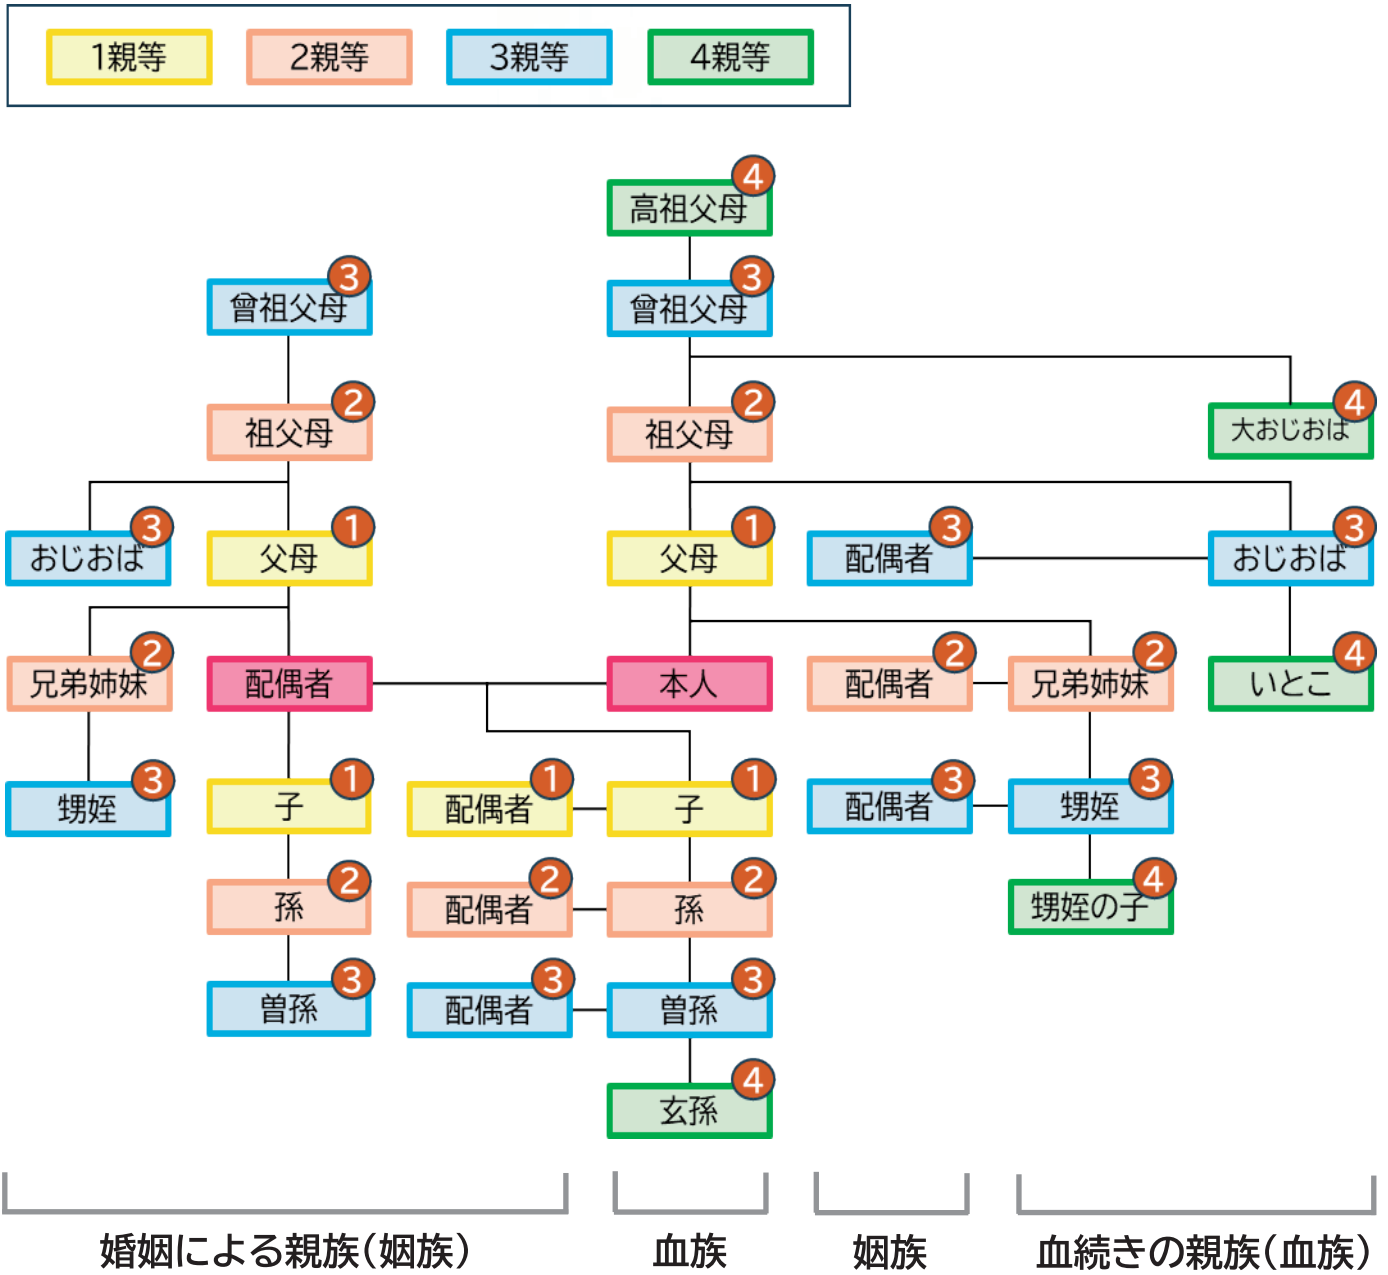 1親等 2親等 3親等 4親等
4
高祖父母
3 3
曾祖父母 曾祖父母
2 2 4
祖父母 祖父母 大おじおば
3 1 1 3 3
おじおば 父母 父母 配偶者 おじおば
2 2 2 4
兄弟姉妹 配偶者 本人 配偶者 兄弟姉妹 いとこ
3 1 1 1 3 3
甥姪 子 配偶者 子 配偶者 甥姪
2 2 2 4
孫 配偶者 孫 甥姪の子
3 3 3
曽孫 配偶者 曽孫
4
玄孫
婚姻による親族(姻族) 血族 姻族 血続きの親族(血族)